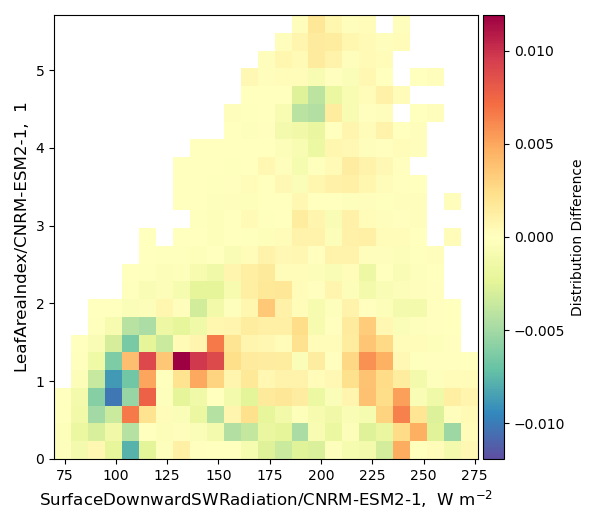 5
4
3
2
1
0
LeafAreaIndex/CNRM-ESM2-1,  1
75 100 125 150 175 200 225 250 275
SurfaceDownwardSWRadiation/CNRM-ESM2-1,  W m⁻²
0.010
0.005
0.000
−0.005
−0.010
Distribution Difference